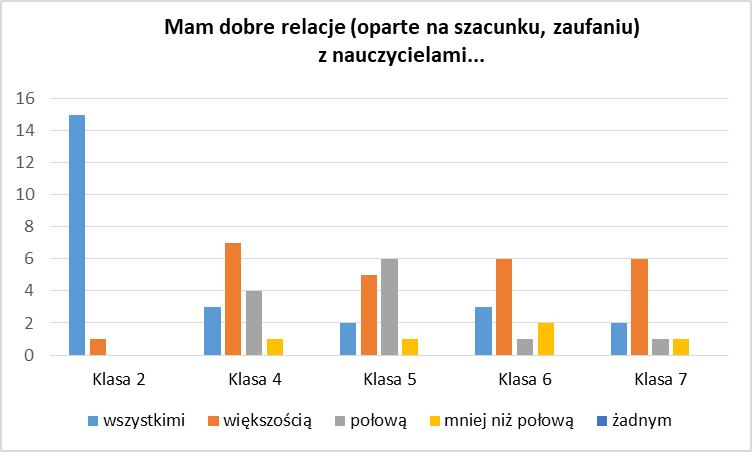 Mam dobre relacje (oparte na szacunku, zaufaniu)
z nauczycielami...
16
14
12
10
8
6
4
2
0
Klasa 2 Klasa 4 Klasa 5 Klasa 6 Klasa 7
wszystkimi większością połową mniej niż połową żadnym